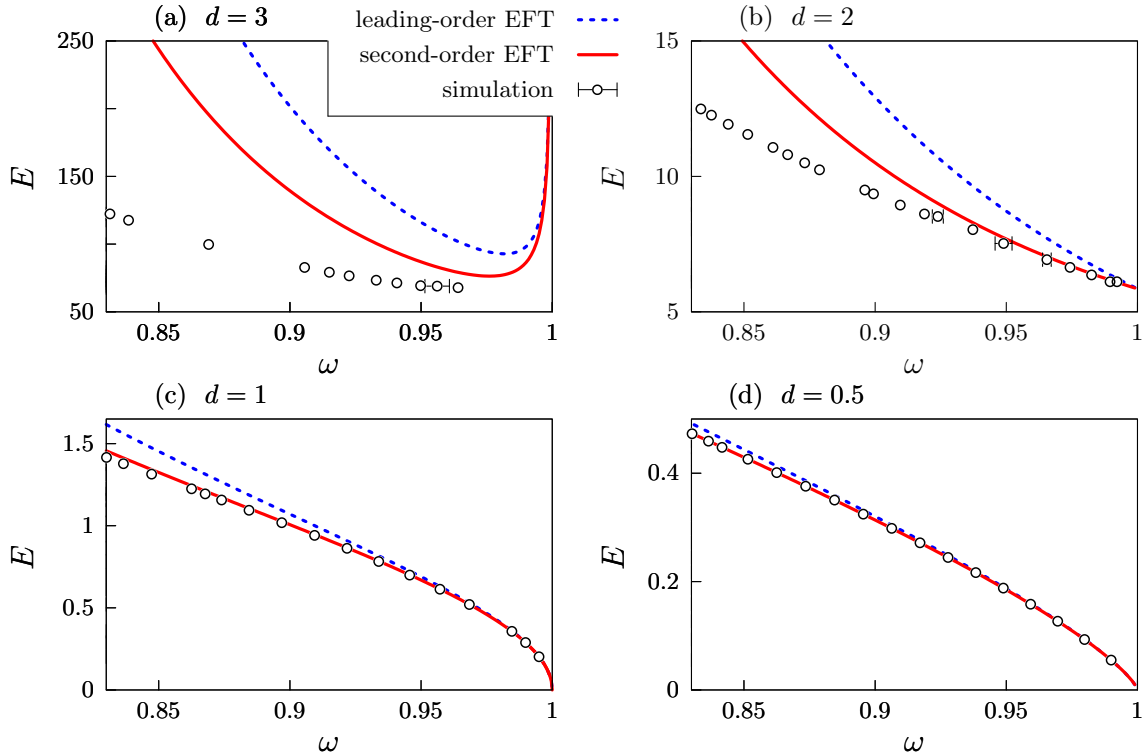 (a) d = 3
leading-order EFT
second-order EFT
simulation
250
150
50
E
0.85 0.9 0.95 1
ω
(b) d = 2
15
10
5
E
0.85 0.9 0.95 1
ω
(c) d = 1
1.5
1
0.5
0
E
0.85 0.9 0.95 1
ω
(d) d = 0.5
0.4
0.2
0
E
0.85 0.9 0.95 1
ω